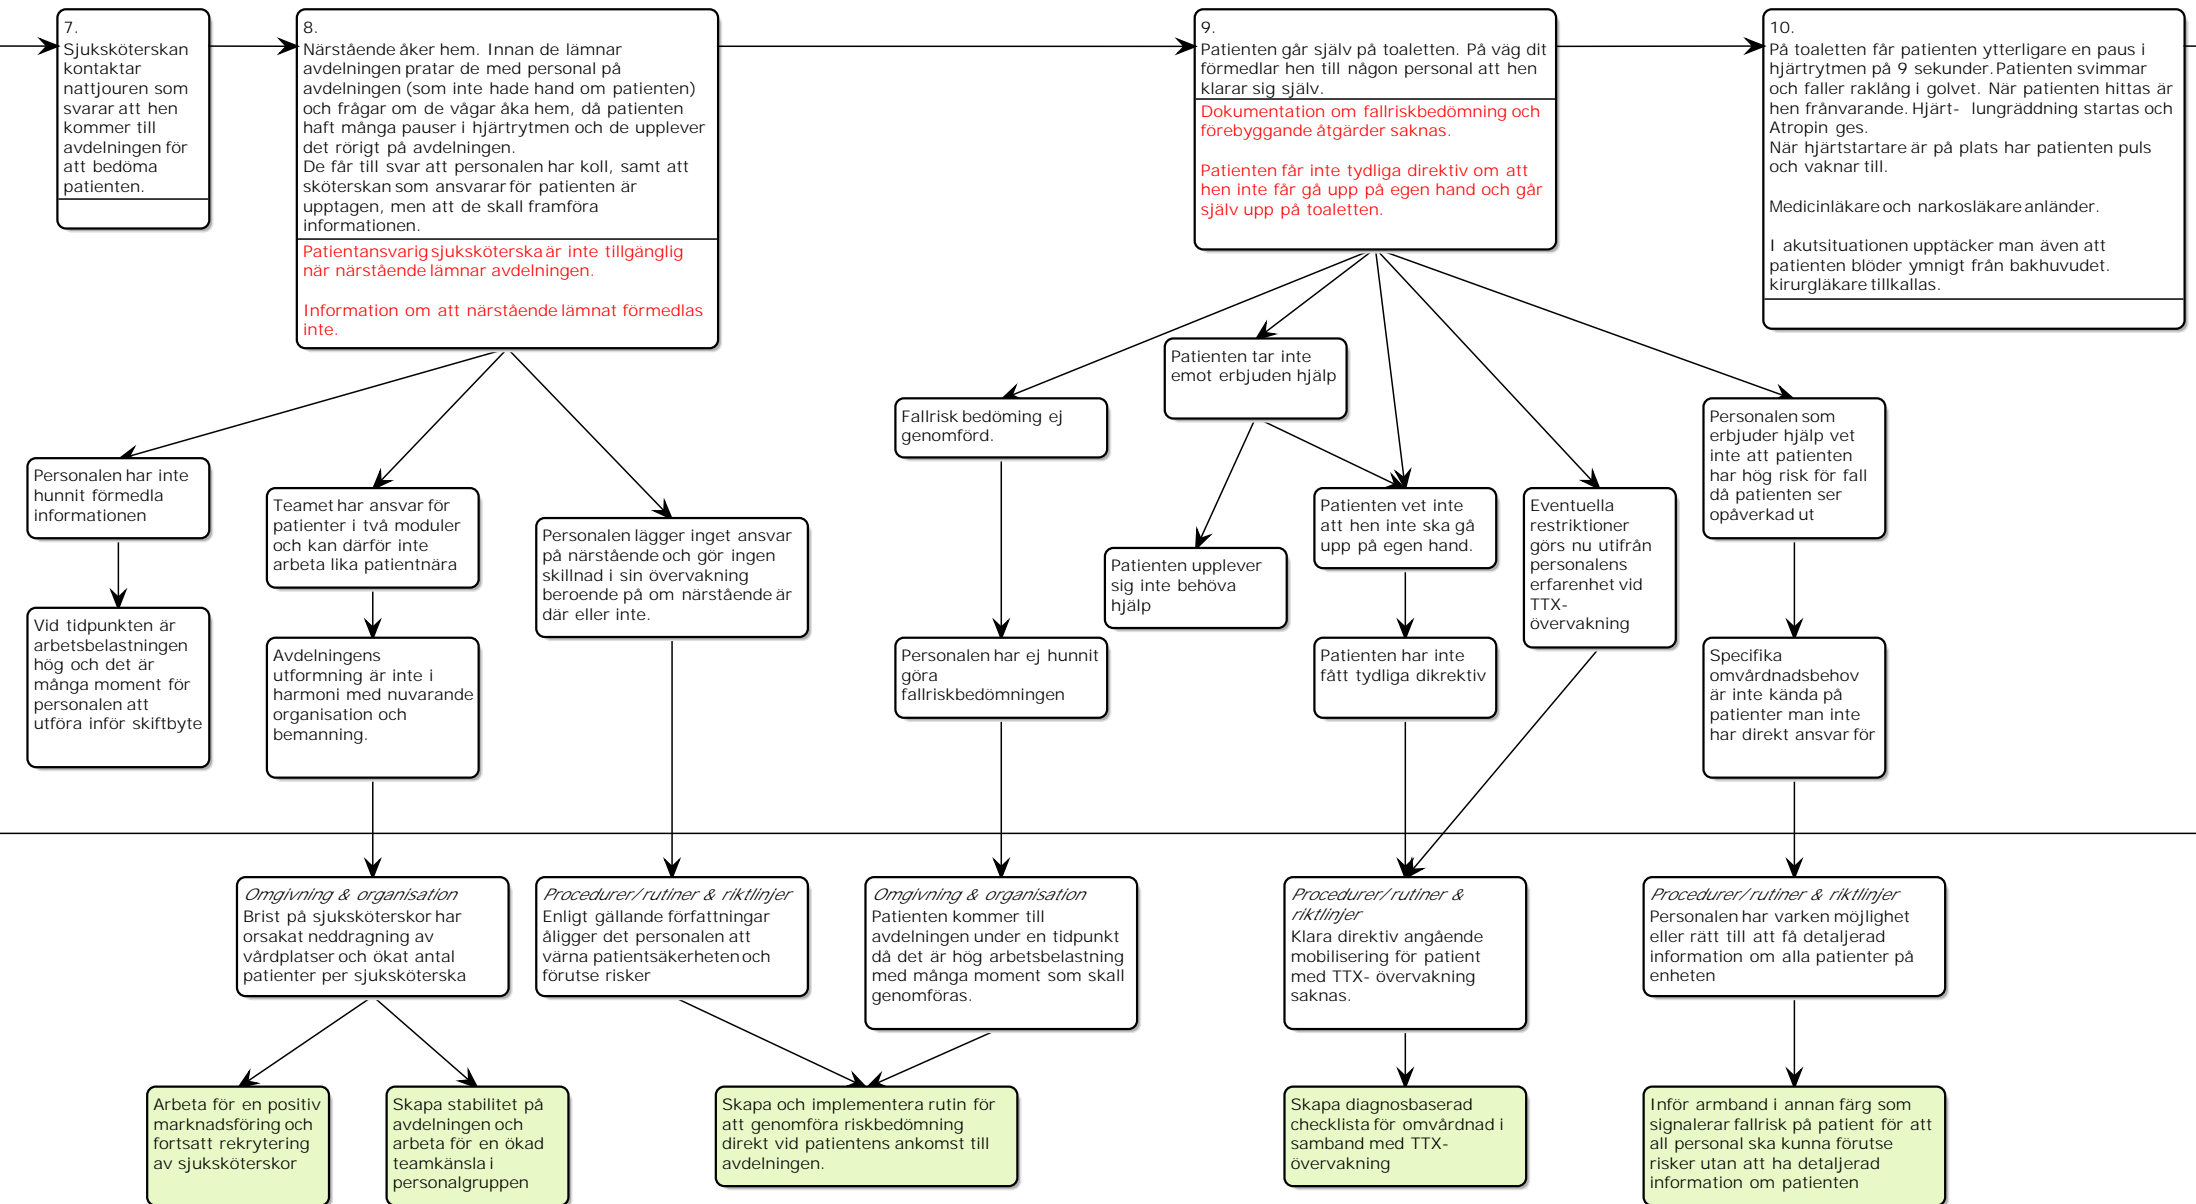 7.
Sjuksköterskan
kontaktar
nattjouren som
svarar att hen
kommer till
avdelningen för
att bedöma
patienten.
8.
Närstående åker hem. Innan de lämnar
avdelningen pratar de med personal på
avdelningen (som inte hade hand om patienten)
och frågar om de vågar åka hem, då patienten
haft många pauser i hjärtrytmen och de upplever
det rörigt på avdelningen.
De får till svar att personalen har koll, samt att
sköterskan som ansvarar för patienten är
upptagen, men att de skall framföra
informationen.
Patientansvarig sjuksköterska är inte tillgänglig
när närstående lämnar avdelningen.
Information om att närstående lämnat förmedlas
inte.
9.
Patienten går själv på toaletten. På väg dit
förmedlar hen till någon personal att hen
klarar sig själv.
Dokumentation om fallriskbedömning och
förebyggande åtgärder saknas.
Patienten får inte tydliga direktiv om att
hen inte får gå upp på egen hand och går
själv upp på toaletten.
10.
På toaletten får patienten ytterligare en paus i
hjärtrytmen på 9 sekunder. Patienten svimmar
och faller raklång i golvet. När patienten hittas är
hen frånvarande. Hjärt- lungräddning startas och
Atropin ges.
När hjärtstartare är på plats har patienten puls
och vaknar till.
Medicinläkare och narkosläkare anländer.
I akutsituationen upptäcker man även att
patienten blöder ymnigt från bakhuvudet.
kirurgläkare tillkallas.
Personalen har inte
hunnit förmedla
informationen
Teamet har ansvar för
patienter i två moduler
och kan därför inte
arbeta lika patientnära
Personalen lägger inget ansvar
på närstående och gör ingen
skillnad i sin övervakning
beroende på om närstående är
där eller inte.
Fallrisk bedöming ej
genomförd.
Patienten tar inte
emot erbjuden hjälp
Patienten upplever
sig inte behöva
hjälp
Patienten vet inte
att hen inte ska gå
upp på egen hand.
Eventuella
restriktioner
görs nu utifrån
personalens
erfarenhet vid
TTX-
övervakning
Personalen som
erbjuder hjälp vet
inte att patienten
har hög risk för fall
då patienten ser
opåverkad ut
Vid tidpunkten är
arbetsbelastningen
hög och det är
många moment för
personalen att
utföra inför skiftbyte
Avdelningens
utformning är inte i
harmoni med nuvarande
organisation och
bemanning.
Personalen har ej hunnit
göra
fallriskbedömningen
Patienten har inte
fått tydliga dikrektiv
Specifika
omvårdnadsbehov
är inte kända på
patienter man inte
har direkt ansvar för
Omgivning & organisation
Brist på sjuksköterskor har
orsakat neddragning av
vårdplatser och ökat antal
patienter per sjuksköterska
Procedurer/rutiner & riktlinjer
Enligt gällande författningar
åligger det personalen att
värna patientsäkerheten och
förutse risker
Omgivning & organisation
Patienten kommer till
avdelningen under en tidpunkt
då det är hög arbetsbelastning
med många moment som skall
genomföras.
Procedurer/rutiner &
riktlinjer
Klara direktiv angående
mobilisering för patient
med TTX- övervakning
saknas.
Procedurer/rutiner & riktlinjer
Personalen har varken möjlighet
eller rätt till att få detaljerad
information om alla patienter på
enheten
Arbeta för en positiv
marknadsföring och
fortsatt rekrytering
av sjuksköterskor
Skapa stabilitet på
avdelningen och
arbeta för en ökad
teamkänsla i
personalgruppen
Skapa och implementera rutin för
att genomföra riskbedömning
direkt vid patientens ankomst till
avdelningen.
Skapa diagnosbaserad
checklista för omvårdnad i
samband med TTX-
övervakning
Inför armband i annan färg som
signalerar fallrisk på patient för att
all personal ska kunna förutse
risker utan att ha detaljerad
information om patienten